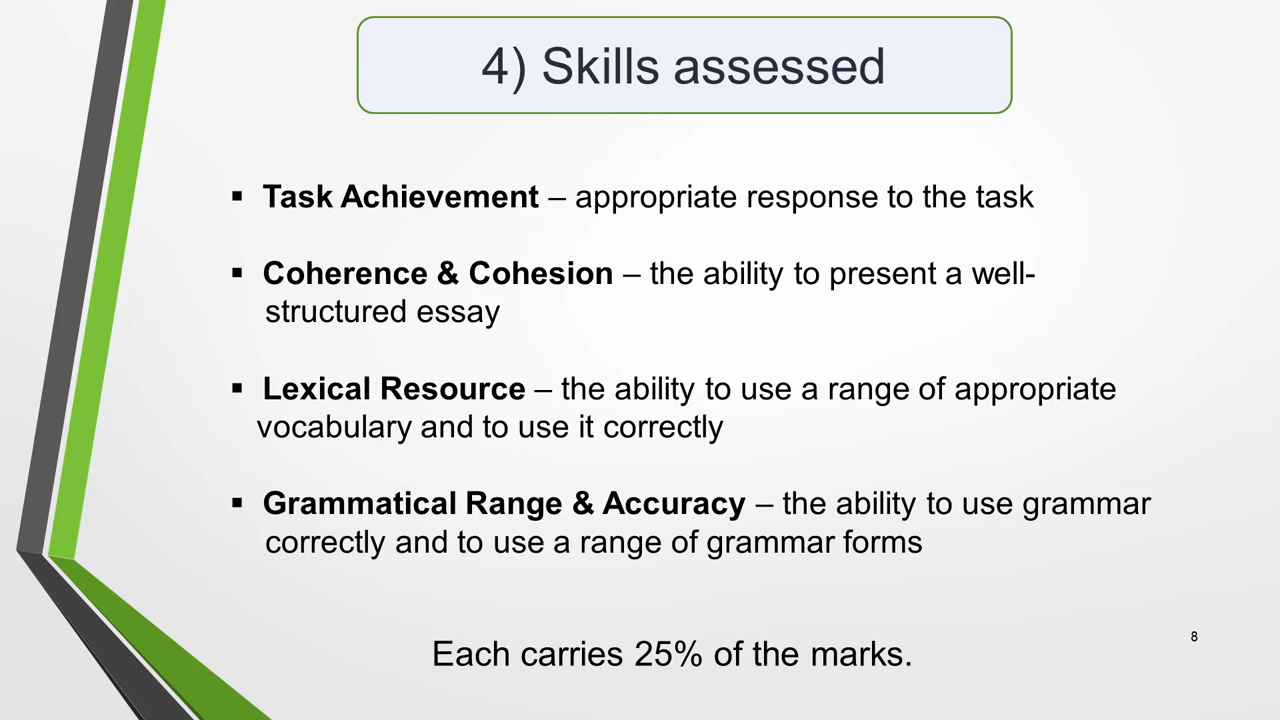 4) Skills assessed
▪ Task Achievement – appropriate response to the task
▪ Coherence & Cohesion – the ability to present a well-
structured essay
▪ Lexical Resource – the ability to use a range of appropriate
vocabulary and to use it correctly
▪ Grammatical Range & Accuracy – the ability to use grammar
correctly and to use a range of grammar forms
8
Each carries 25% of the marks.